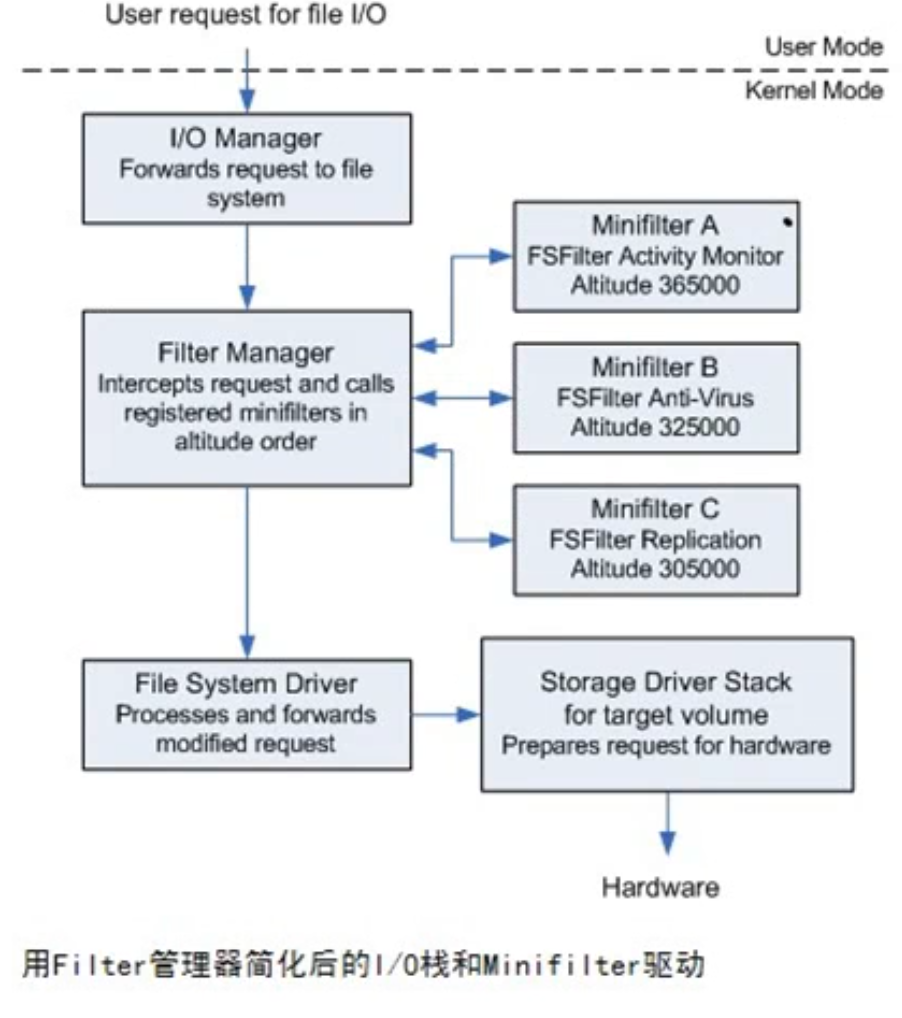 User request for file I/O
User Mode
Kernel Mode
I/O Manager
Forwards request to file
system
Minifilter A
FSFilter Activity Monitor
Altitude 365000
Filter Manager
Intercepts request and calls
registered minifilters in
altitude order
Minifilter B
FSFilter Anti-Virus
Altitude 325000
Minifilter C
FSFilter Replication
Altitude 305000
File System Driver
Processes and forwards
modified request
Storage Driver Stack
for target volume
Prepares request for hardware
Hardware
用Filter管理器简化后的I/O栈和Minifilter驱动